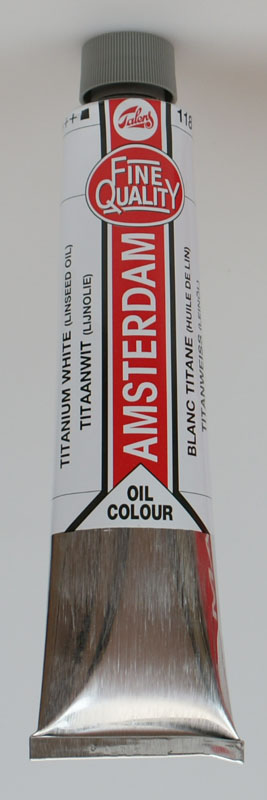 ++
118
Talens
FINE
QUALITY
AMSTERDAM
TITANIUM WHITE (LINSEED OIL)
TITAANWIT (LIJNOLIE)
BLANC TITANE (HUILE DE LIN)
TITANWEISS (LEINÖL)
OIL
COLOUR